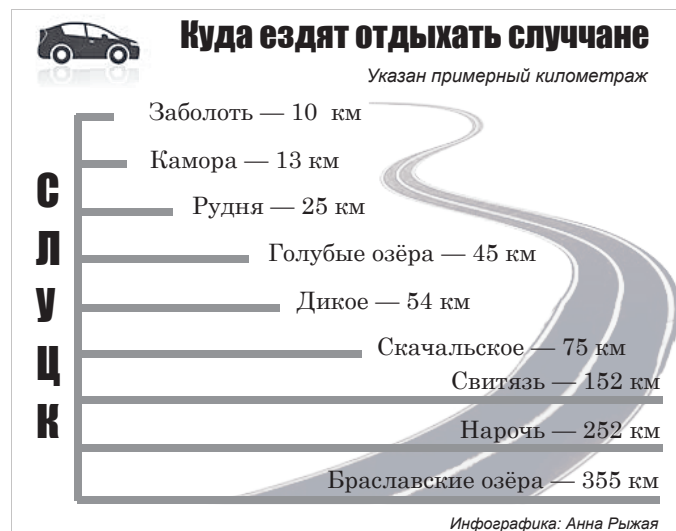 Куда ездят отдыхать случчане
Указан примерный километраж
СЛУЦК
Заболоть — 10 км
Камора — 13 км
Рудня — 25 км
Голубые озёра — 45 км
Дикое — 54 км
Скачальское — 75 км
Свитязь — 152 км
Нарочь — 252 км
Браславские озёра — 355 км
Инфографика: Анна Рыжая